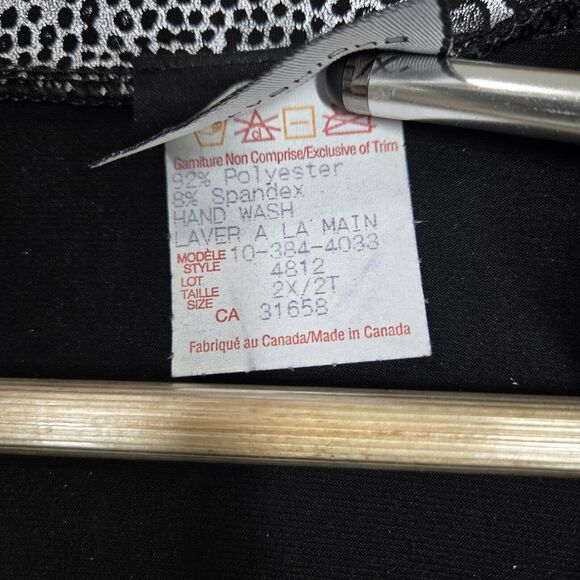 Garniture Non Comprise/Exclusive of Trim
92% Polyester
8% Spandex
HAND WASH
LAVER A LA MAIN
MODÈLE STYLE 10-384-4033
LOT 4812
TAILLE SIZE 2X/2T
CA 31658
Fabriqué au Canada/Made in Canada